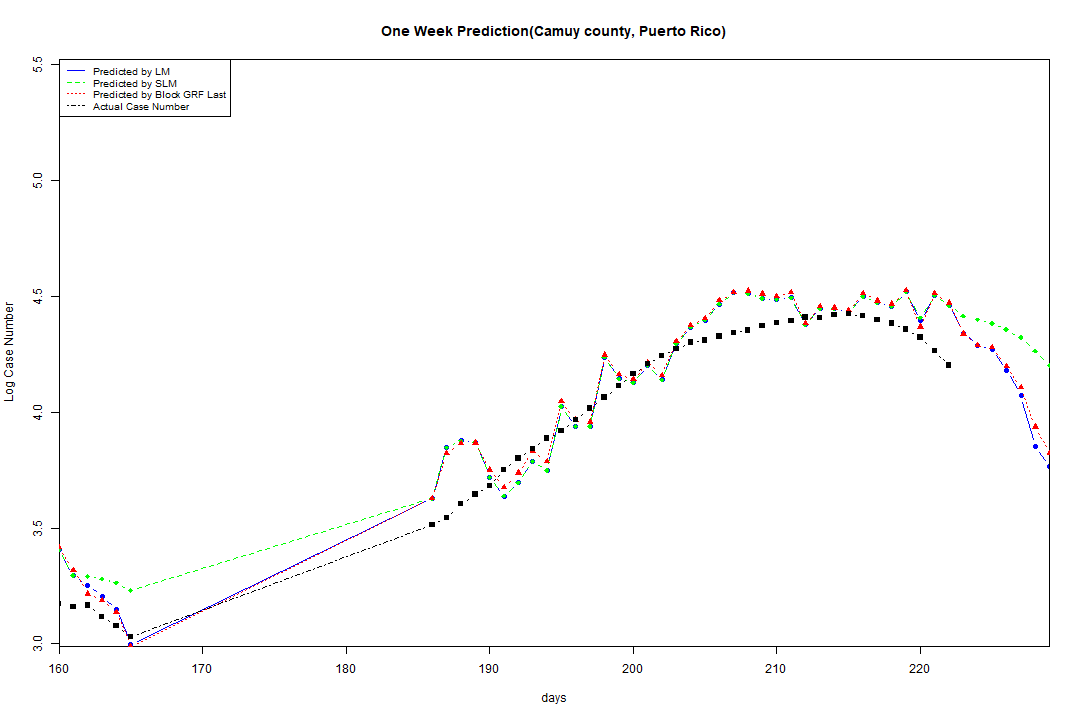 One Week Prediction(Camuy county, Puerto Rico)
Predicted by LM
Predicted by SLM
Predicted by Block GRF Last
Actual Case Number
Log Case Number
5.5
5.0
4.5
4.0
3.5
3.0
160 170 180 190 200 210 220
days